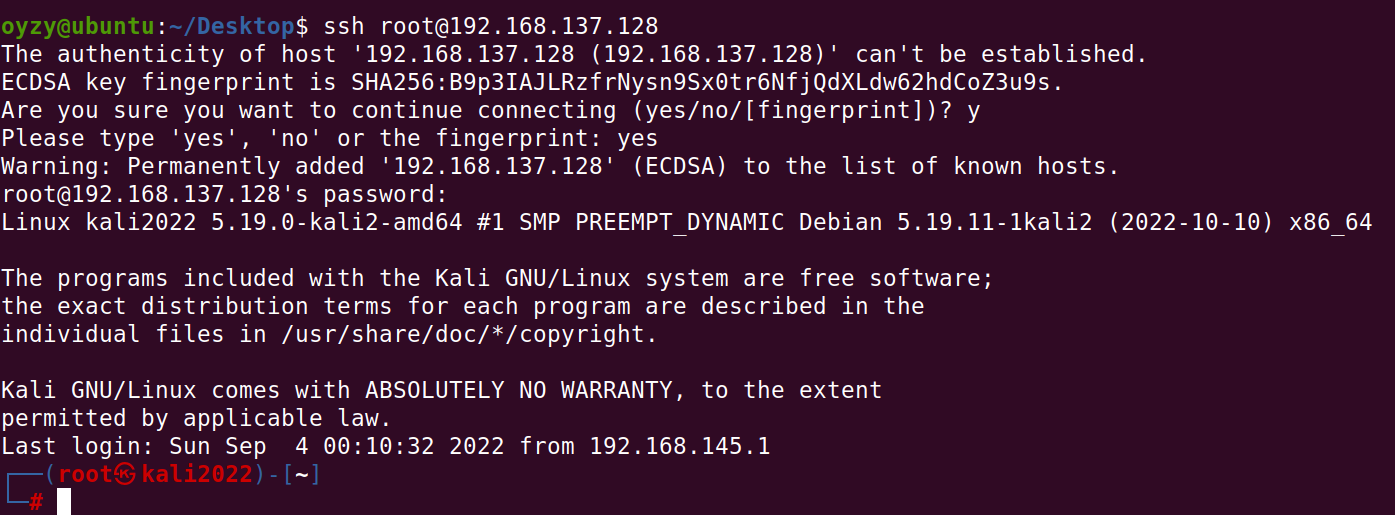 oyzy@ubuntu:~/Desktop$ ssh root@192.168.137.128
The authenticity of host '192.168.137.128 (192.168.137.128)' can't be established.
ECDSA key fingerprint is SHA256:B9p3IAJLRzfrNysn9Sx0tr6NfjQdXLdw62hdCoZ3u9s.
Are you sure you want to continue connecting (yes/no/[fingerprint])? y
Please type 'yes', 'no' or the fingerprint: yes
Warning: Permanently added '192.168.137.128' (ECDSA) to the list of known hosts.
root@192.168.137.128's password:
Linux kali2022 5.19.0-kali2-amd64 #1 SMP PREEMPT_DYNAMIC Debian 5.19.11-1kali2 (2022-10-10) x86_64

The programs included with the Kali GNU/Linux system are free software;
the exact distribution terms for each program are described in the
individual files in /usr/share/doc/*/copyright.

Kali GNU/Linux comes with ABSOLUTELY NO WARRANTY, to the extent
permitted by applicable law.
Last login: Sun Sep  4 00:10:32 2022 from 192.168.145.1
┌──(root㉿kali2022)-[~]
└─#